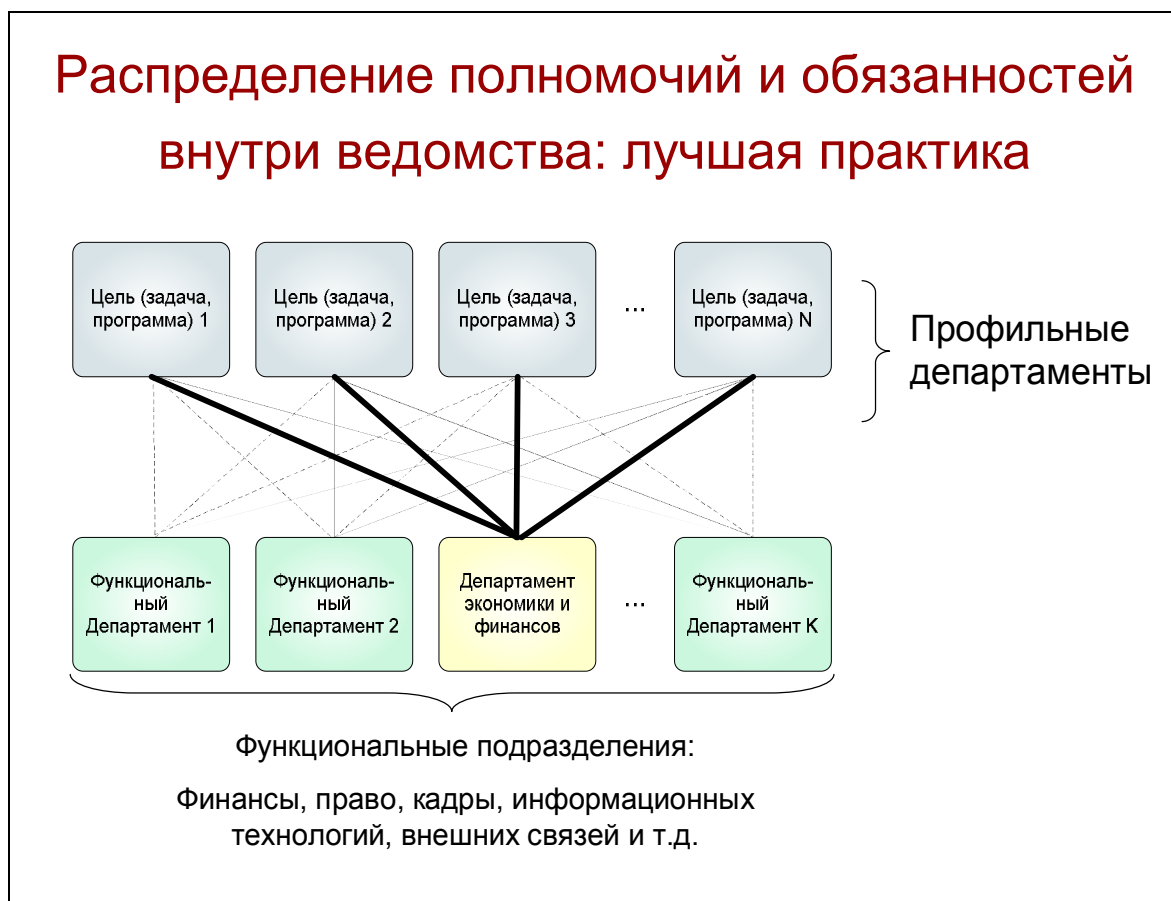 Распределение полномочий и обязанностей
внутри ведомства: лучшая практика
Цель (задача,
программа) 1
Цель (задача,
программа) 2
Цель (задача,
программа) 3
...
Цель (задача,
программа) N
Профильные
департаменты
Функциональ-
ный
Департамент 1
Функциональ-
ный
Департамент 2
Департамент
экономики и
финансов
...
Функциональ-
ный
Департамент K
Функциональные подразделения:
Финансы, право, кадры, информационных
технологий, внешних связей и т.д.